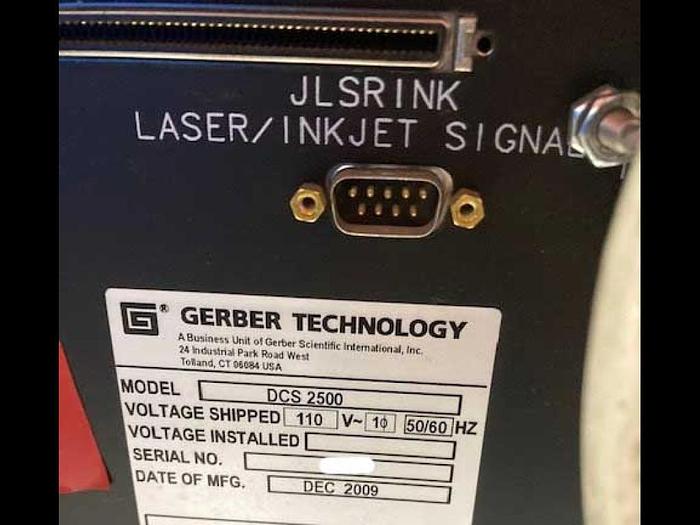 JLSRINK
LASER/INKJET SIGNAL
G ® GERBER TECHNOLOGY
A Business Unit of Gerber Scientific International, Inc.
24 Industrial Park Road West
Tolland, CT 06084 USA
MODEL DCS 2500
VOLTAGE SHIPPED 110 V~ 1ϕ 50/60 HZ
VOLTAGE INSTALLED
SERIAL NO.
DATE OF MFG. DEC 2009